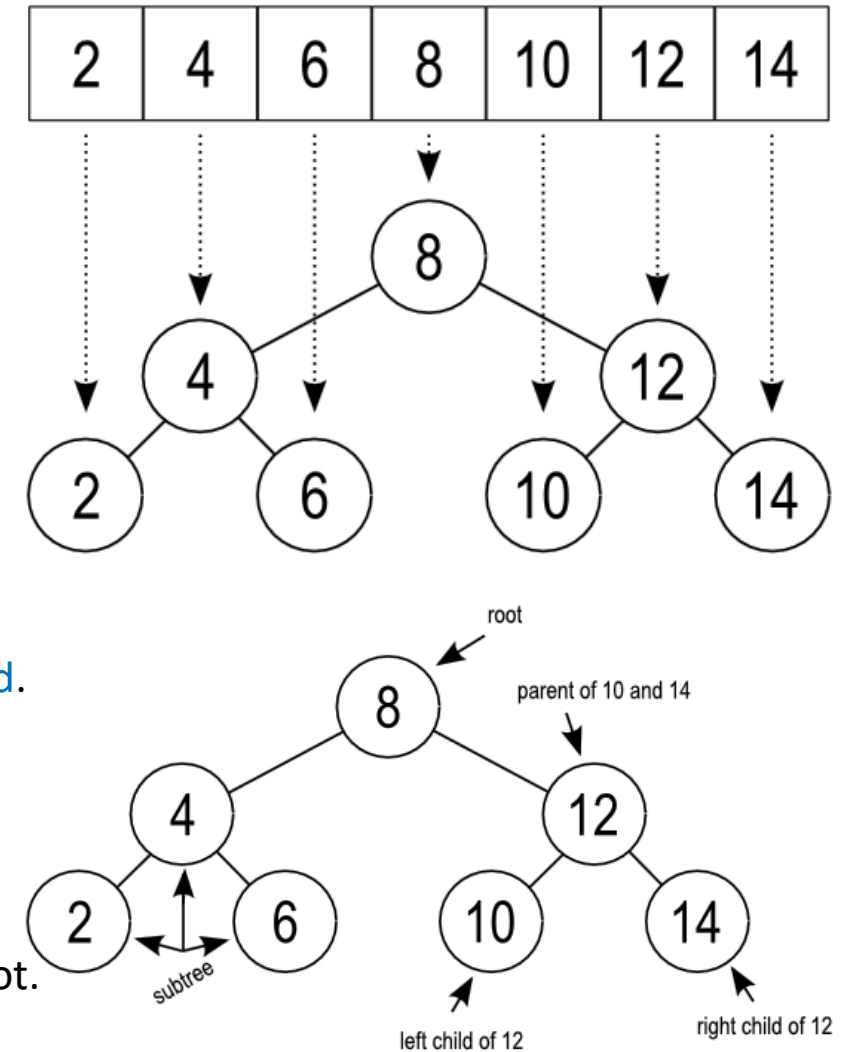 2 4 6 8 10 12 14
8
4 12
2 6 10 14
root
d.
parent of 10 and 14
8
4 12
2 6 10 14
subtree
ot.
left child of 12
right child of 12